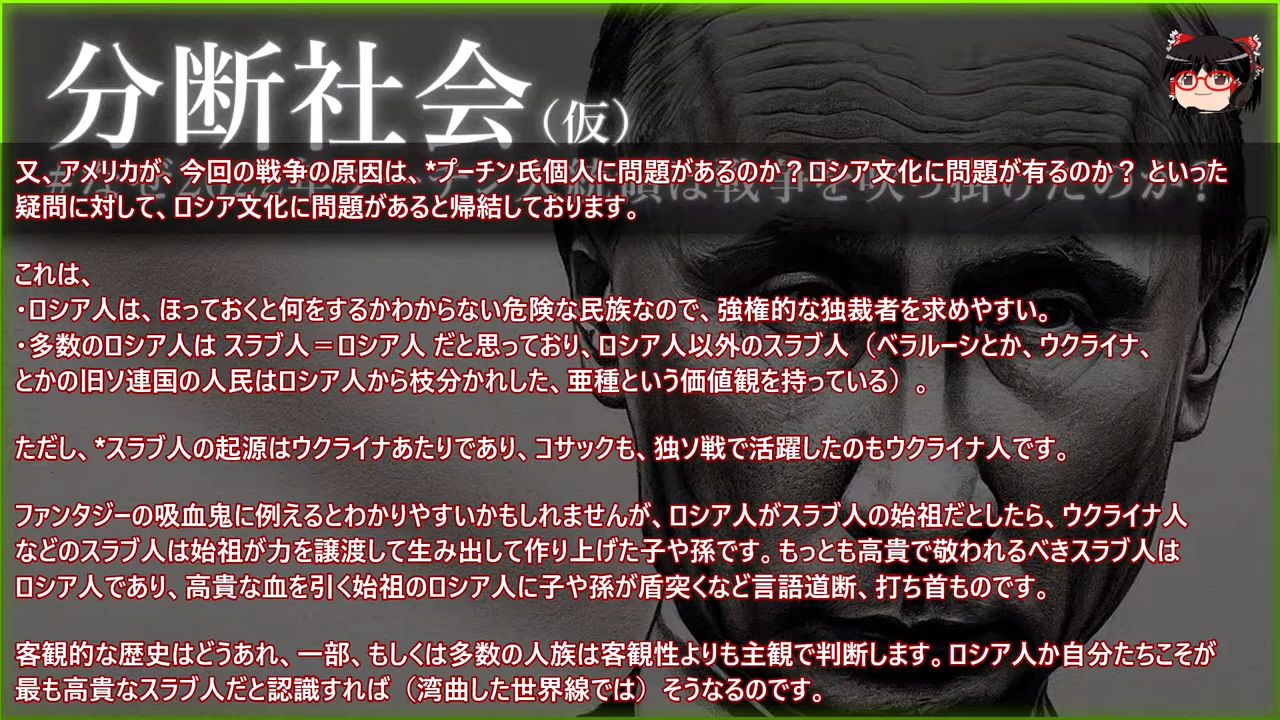 分断社会（仮）
又、アメリカが、今回の戦争の原因は、*プーチン氏個人に問題があるのか？ロシア文化に問題が有るのか？ といった
疑問に対して、ロシア文化に問題があると帰結しております。
これは、
・ロシア人は、ほっておくと何をするかわからない危険な民族なので、強権的な独裁者を求めやすい。
・多数のロシア人は スラブ人＝ロシア人 だと思っており、ロシア人以外のスラブ人（ベラルーシとか、ウクライナ、
とかの旧ソ連国の人民はロシア人から枝分かれした、亜種という価値観を持っている）。
ただし、*スラブ人の起源はウクライナあたりであり、コサックも、独ソ戦で活躍したのもウクライナ人です。
ファンタジーの吸血鬼に例えるとわかりやすいかもしれませんが、ロシア人がスラブ人の始祖だとしたら、ウクライナ人
などのスラブ人は始祖が力を譲渡して生み出して作り上げた子や孫です。もっとも高貴で敬われるべきスラブ人は
ロシア人であり、高貴な血を引く始祖のロシア人に子や孫が盾突くなど言語道断、打ち首ものです。
客観的な歴史はどうあれ、一部、もしくは多数の人族は客観性よりも主観で判断します。ロシア人か自分たちこそが
最も高貴なスラブ人だと認識すれば（湾曲した世界線では）そうなるのです。